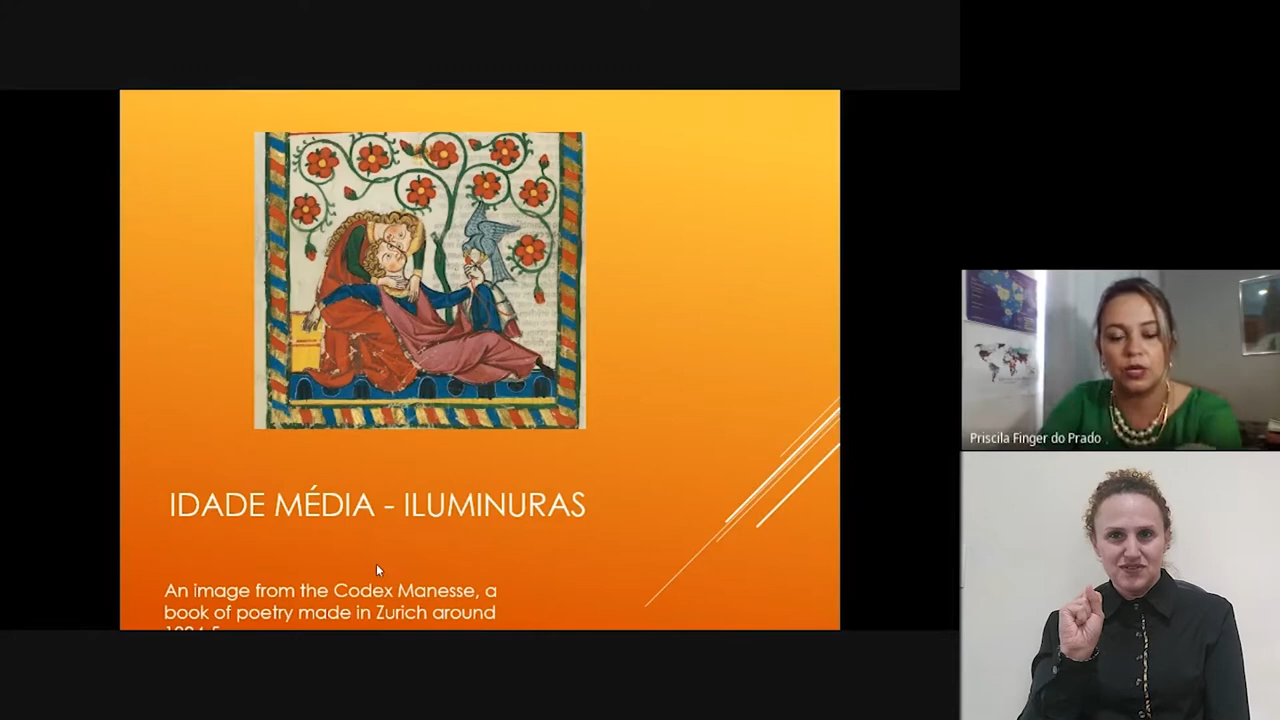 IDADE MÉDIA - ILUMINURAS
An image from the Codex Manesse, a
book of poetry made in Zurich around
Priscila Finger do Prado